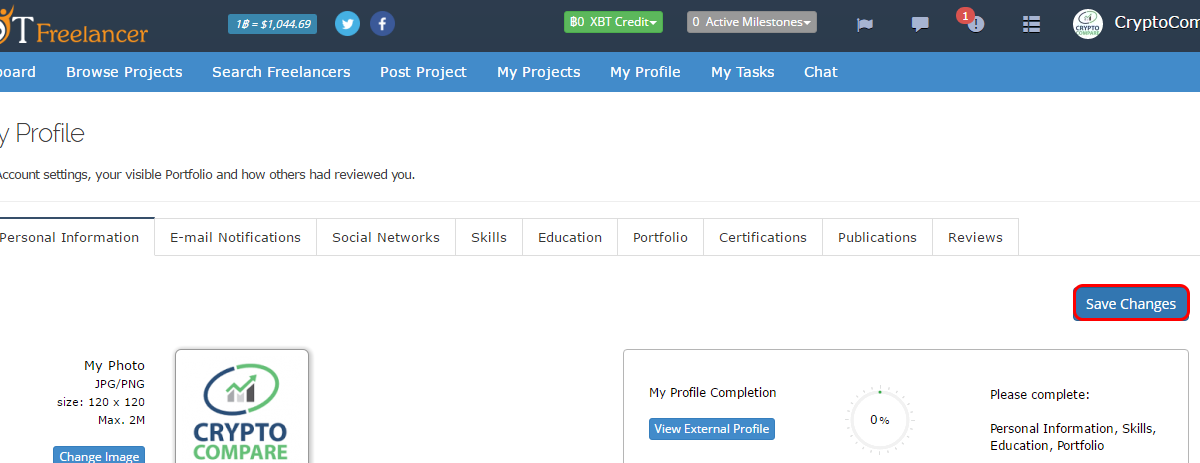 T Freelancer
1฿ = $1,044.69
฿0 XBT Credit
0 Active Milestones
1
CRYPTO
COMPARE
CryptoCom
board
Browse Projects
Search Freelancers
Post Project
My Projects
My Profile
My Tasks
Chat
y Profile
Account settings, your visible Portfolio and how others had reviewed you.
Personal Information
E-mail Notifications
Social Networks
Skills
Education
Portfolio
Certifications
Publications
Reviews
Save Changes
My Photo
JPG/PNG
size: 120 x 120
Max. 2M
Change Image
CRYPTO
COMPARE
My Profile Completion
View External Profile
0%
Please complete:
Personal Information, Skills,
Education, Portfolio